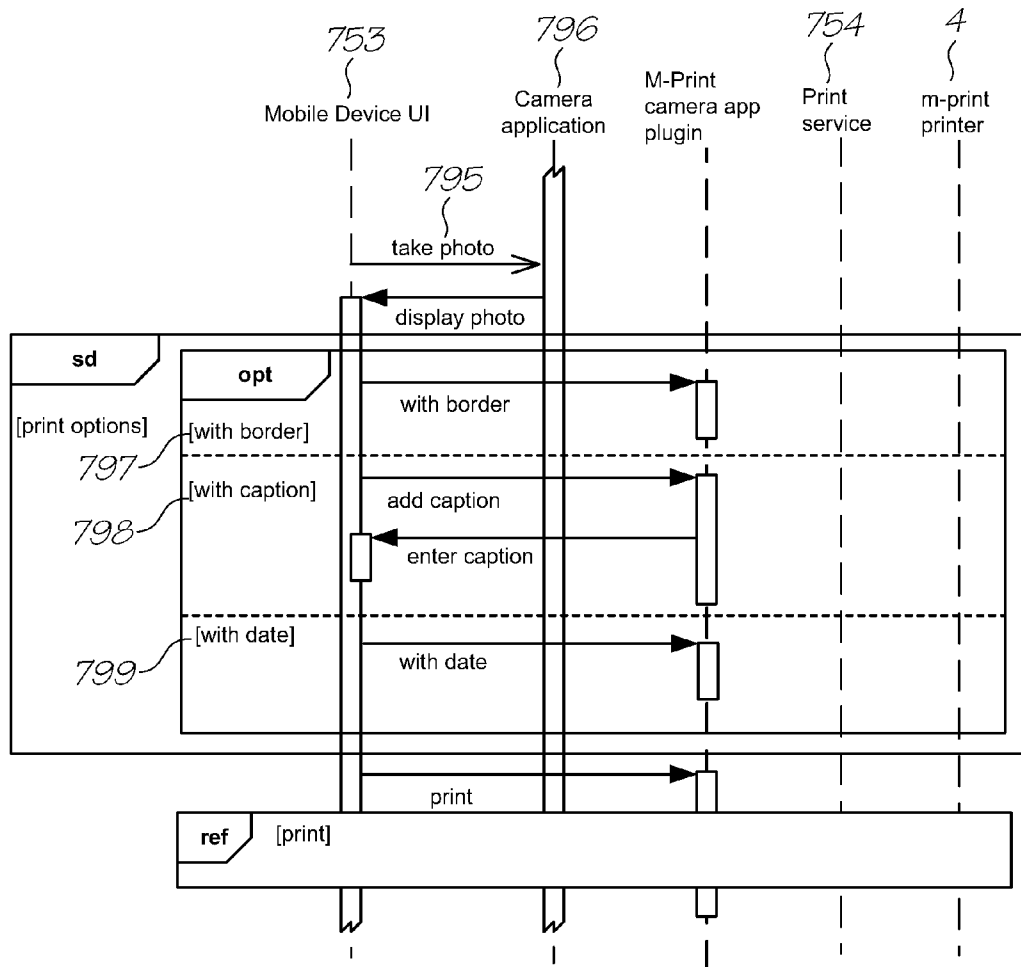 753
796
754
4
Mobile Device UI
Camera
application
M-Print
camera app
plugin
Print
service
m-print
printer
795
take photo
display photo
sd
opt
with border
[print options]
[with border]
797
[with caption]
add caption
798
enter caption
[with date]
with date
799
print
ref
[print]